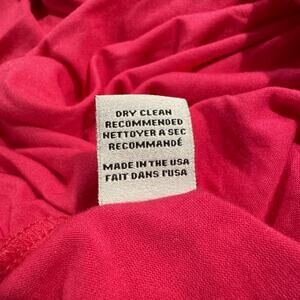 DRY CLEAN
RECOMMENDED
NETTOYER A SEC
RECOMMANDÉ
MADE IN THE USA
FAIT DANS l'USA